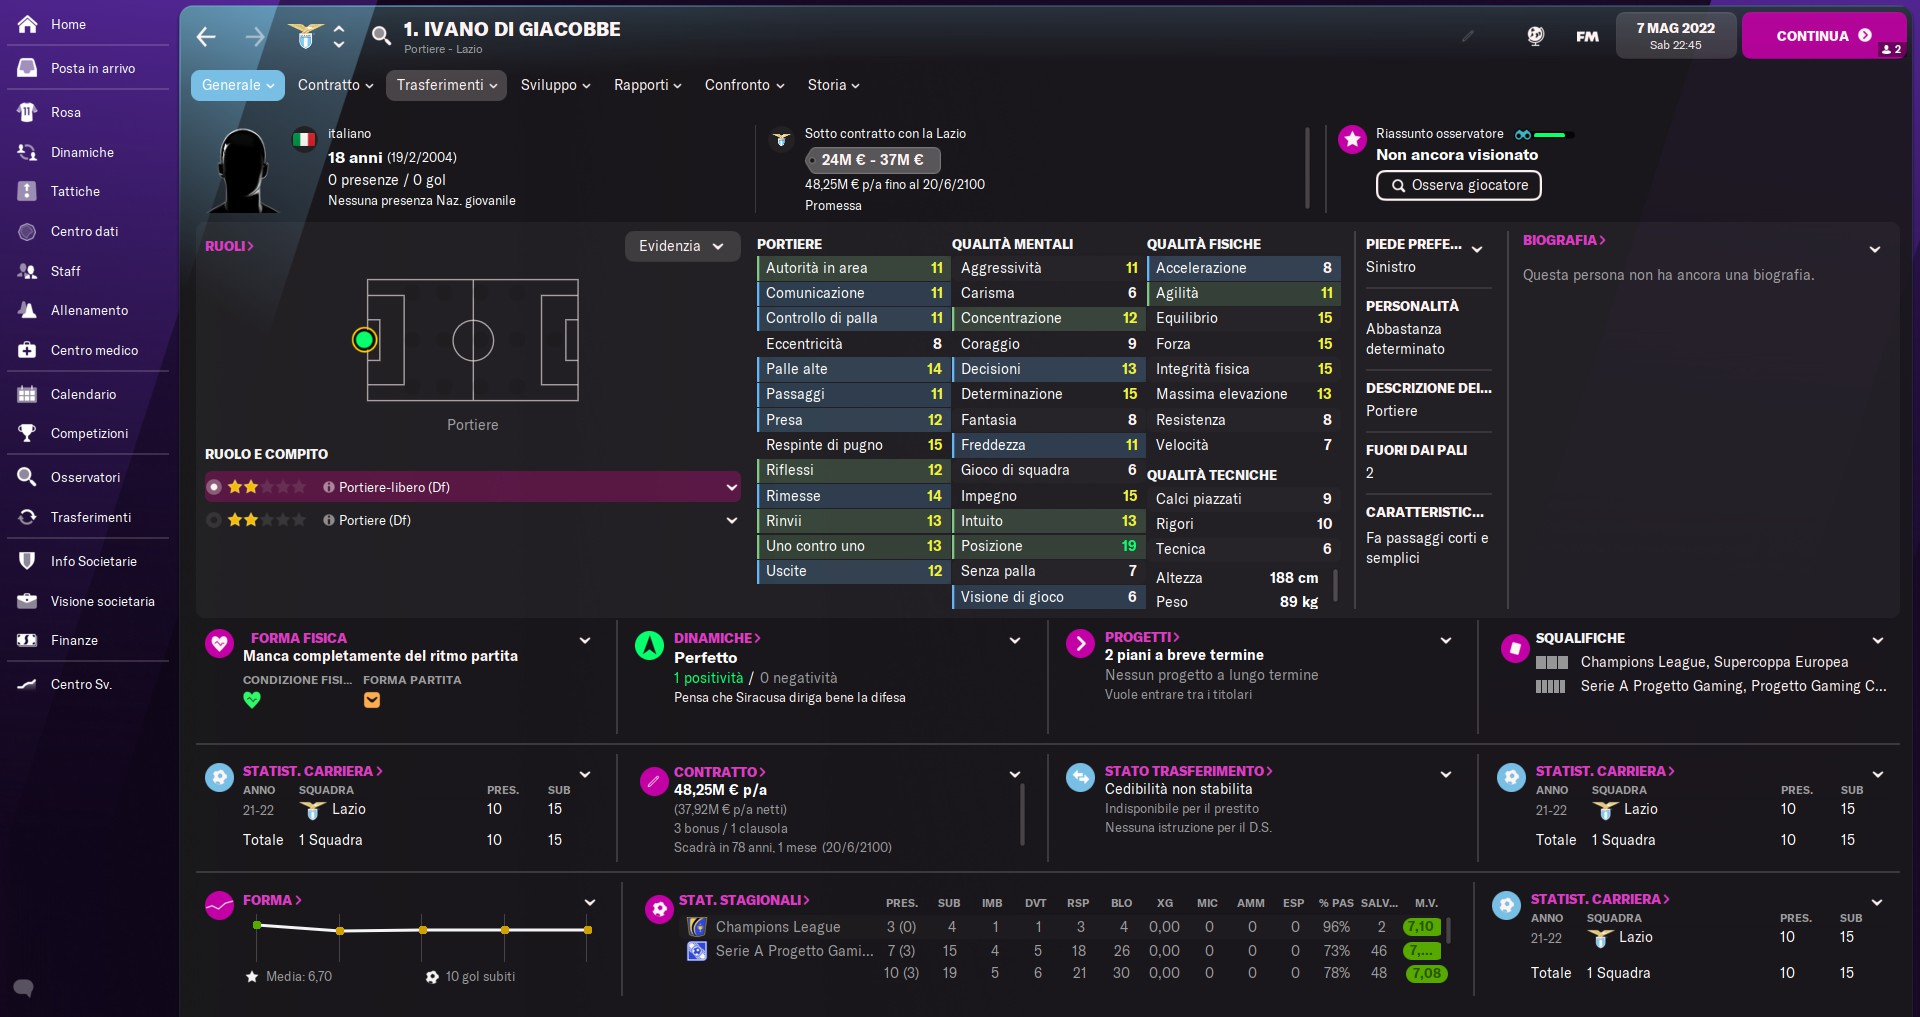 Home
Posta in arrivo
Rosa
Dinamiche
Tattiche
Centro dati
Staff
Allenamento
Centro medico
Calendario
Competizioni
Osservatori
Trasferimenti
Info Societarie
Visione societaria
Finanze
Centro Sv.
1. IVANO DI GIACOBBE
Portiere - Lazio
FM
7 MAG 2022
Sab 22:45
CONTINUA
2
Generale
Contratto
Trasferimenti
Sviluppo
Rapporti
Confronto
Storia
italiano
18 anni (19/2/2004)
0 presenze / 0 gol
Nessuna presenza Naz. giovanile
Sotto contratto con la Lazio
24M € - 37M €
48,25M € p/a fino al 20/6/2100
Promessa
Riassunto osservatore
Non ancora visionato
Osserva giocatore
RUOLI
Evidenzia
Portiere
RUOLO E COMPITO
Portiere-libero (Df)
Portiere (Df)
PORTIERE
Autorità in area 11
Comunicazione 11
Controllo di palla 11
Eccentricità 8
Palle alte 14
Passaggi 11
Presa 12
Respinte di pugno 15
Riflessi 12
Rimesse 14
Rinvii 13
Uno contro uno 13
Uscite 12
QUALITÀ MENTALI
Aggressività 11
Carisma 6
Concentrazione 12
Coraggio 9
Decisioni 13
Determinazione 15
Fantasia 8
Freddezza 11
Gioco di squadra 6
Impegno 15
Intuito 13
Posizione 19
Senza palla 7
Visione di gioco 6
QUALITÀ FISICHE
Accelerazione 8
Agilità 11
Equilibrio 15
Forza 15
Integrità fisica 15
Massima elevazione 13
Resistenza 8
Velocità 7
QUALITÀ TECNICHE
Calci piazzati 9
Rigori 10
Tecnica 6
Altezza 188 cm
Peso 89 kg
PIEDE PREFE...
Sinistro
PERSONALITÀ
Abbastanza
determinato
DESCRIZIONE DEI...
Portiere
FUORI DAI PALI
2
CARATTERISTIC...
Fa passaggi corti e
semplici
BIOGRAFIA
Questa persona non ha ancora una biografia.
FORMA FISICA
Manca completamente del ritmo partita
CONDIZIONE FISI... FORMA PARTITA
DINAMICHE
Perfetto
1 positività / 0 negatività
Pensa che Siracusa diriga bene la difesa
PROGETTI
2 piani a breve termine
Nessun progetto a lungo termine
Vuole entrare tra i titolari
SQUALIFICHE
Champions League, Supercoppa Europea
Serie A Progetto Gaming, Progetto Gaming C...
STATIST. CARRIERA
ANNO SQUADRA PRES. SUB
21-22 Lazio 10 15
Totale 1 Squadra 10 15
CONTRATTO
48,25M € p/a
(37,92M € p/a netti)
3 bonus / 1 clausola
Scadrà in 78 anni, 1 mese (20/6/2100)
STATO TRASFERIMENTO
Cedibilità non stabilita
Indisponibile per il prestito
Nessuna istruzione per il D.S.
STATIST. CARRIERA
ANNO SQUADRA PRES. SUB
21-22 Lazio 10 15
Totale 1 Squadra 10 15
FORMA
Media: 6,70
10 gol subiti
STAT. STAGIONALI PRES. SUB IMB DVT RSP BLO XG MIC AMM ESP % PAS SALV... M.V.
Champions League 3 (0) 4 1 1 3 4 0,00 0 0 0 96% 2 7,10
Serie A Progetto Gami... 7 (3) 15 4 5 18 26 0,00 0 0 0 73% 46 7,...
10 (3) 19 5 6 21 30 0,00 0 0 0 78% 48 7,08
STATIST. CARRIERA
ANNO SQUADRA PRES. SUB
21-22 Lazio 10 15
Totale 1 Squadra 10 15